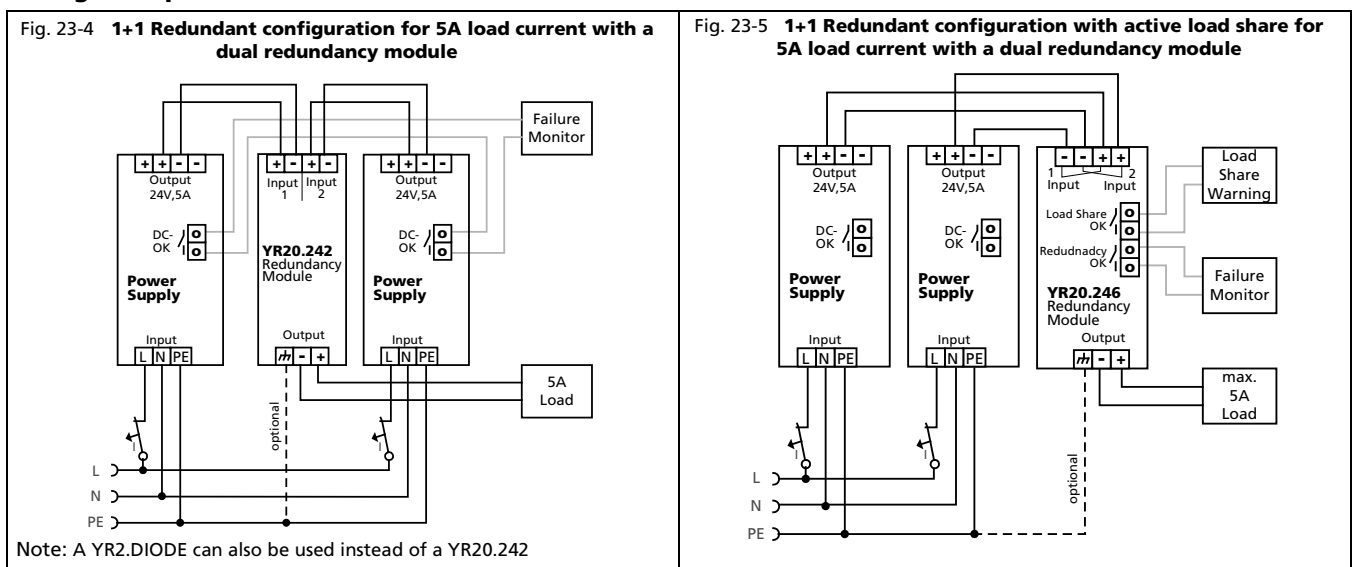 Fig. 23-4 1+1 Redundant configuration for 5A load current with a
dual redundancy module
Failure
Monitor
+ + - -
Output
24V,5A
DC-
OK
Power
Supply
Input
L N PE
+ - + -
Input Input
1 2
YR20.242
Redundancy
Module
Output
- +
+ + - -
Output
24V,5A
DC-
OK
Power
Supply
Input
L N PE
5A
Load
I
I
optional
L
N
PE
Note: A YR2.DIODE can also be used instead of a YR20.242
Fig. 23-5 1+1 Redundant configuration with active load share for
5A load current with a dual redundancy module
+ + - -
Output
24V,5A
DC-
OK
Power
Supply
Input
L N PE
+ + - -
Output
24V,5A
DC-
OK
Power
Supply
Input
L N PE
- - + +
1 2
Input Input
Load Share
OK
Redudnadcy
OK
YR20.246
Redundancy
Module
Output
- +
Load
Share
Warning
Failure
Monitor
max.
5A
Load
I
I
optional
L
N
PE